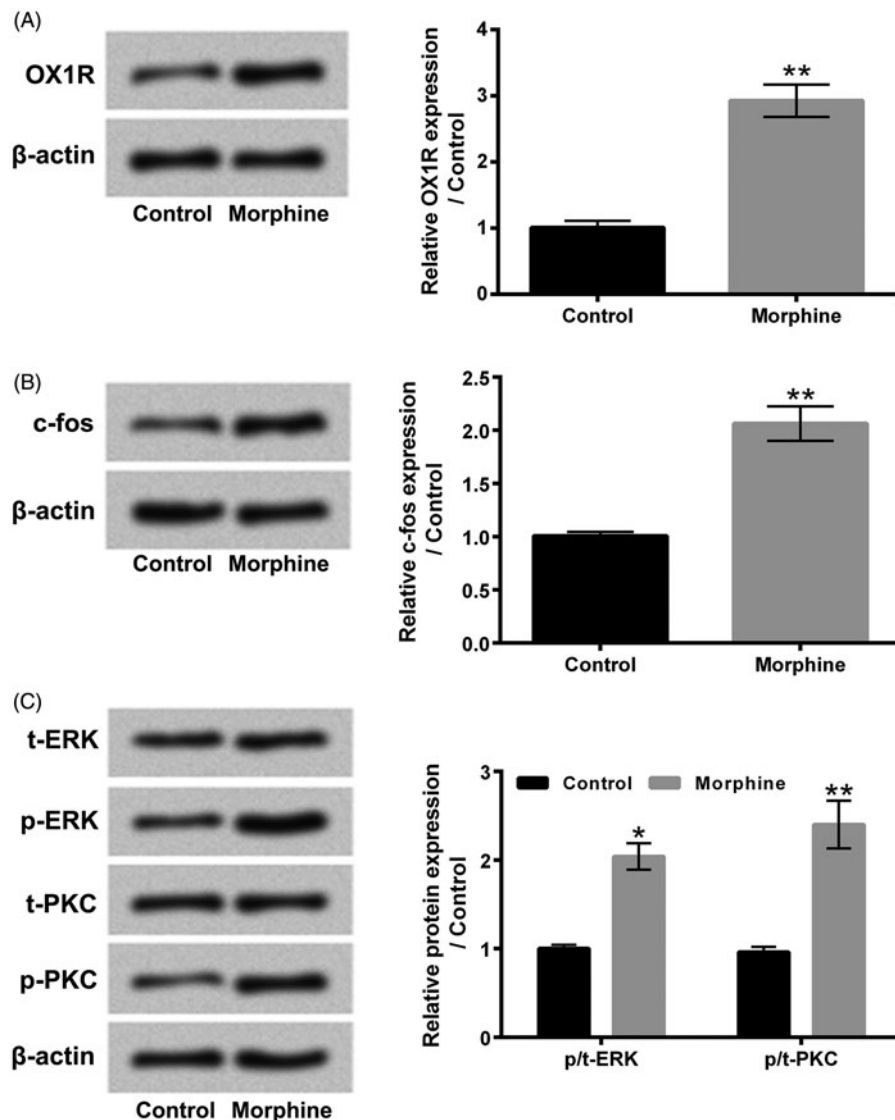 (A)
OX1R
β-actin
Control Morphine
Relative OX1R expression
/ Control
4
3
2
1
0
**
Control Morphine
(B)
c-fos
β-actin
Control Morphine
Relative c-fos expression
/ Control
2.5
2.0
1.5
1.0
0.5
0.0
**
Control Morphine
(C)
t-ERK
p-ERK
t-PKC
p-PKC
β-actin
Control Morphine
Relative protein expression
/ Control
3
2
1
0
Control Morphine
*
**
p/t-ERK p/t-PKC